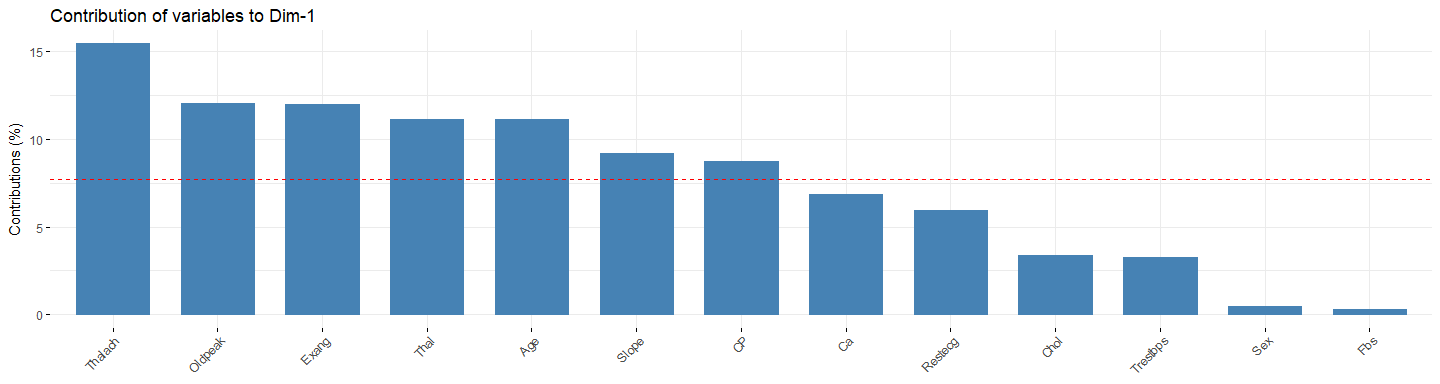 Contribution of variables to Dim-1
Contributions (%)
15
10
5
0
Thalach
Oldpeak
Exang
Thal
Age
Slope
CP
Ca
Restecg
Chol
Trestbps
Sex
Fbs